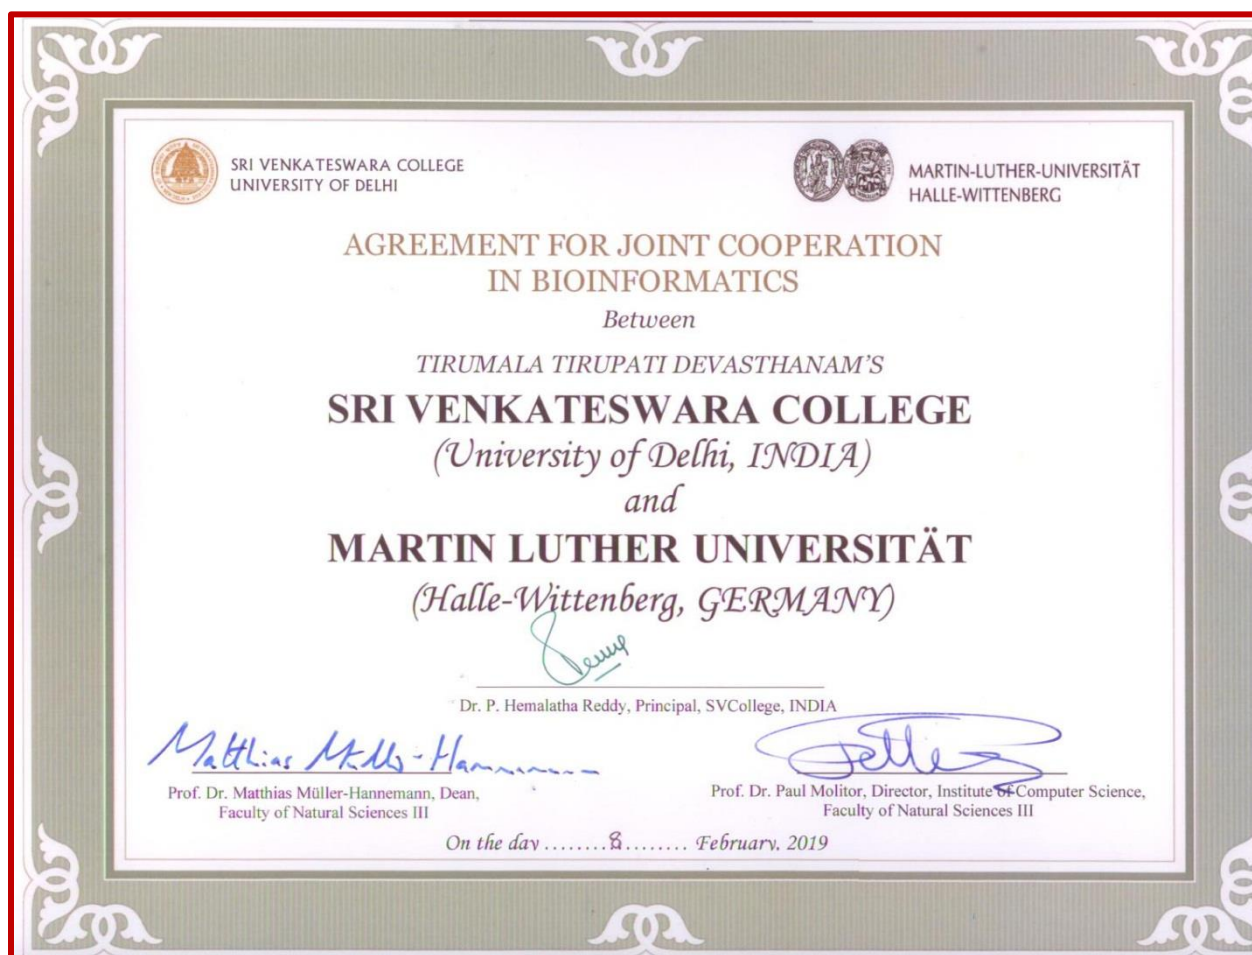 SRI VENKATESWARA COLLEGE
UNIVERSITY OF DELHI
MARTIN-LUTHER-UNIVERSITÄT
HALLE-WITTENBERG
AGREEMENT FOR JOINT COOPERATION
IN BIOINFORMATICS
Between
TIRUMALA TIRUPATI DEVASTHANAM'S
SRI VENKATESWARA COLLEGE
(University of Delhi, INDIA)
and
MARTIN LUTHER UNIVERSITÄT
(Halle-Wittenberg, GERMANY)
Dr. P. Hemalatha Reddy, Principal, SVCollege, INDIA
Matthias Müller-Hannemann
Prof. Dr. Matthias Müller-Hannemann, Dean,
Faculty of Natural Sciences III
Prof. Dr. Paul Molitor, Director, Institute of Computer Science,
Faculty of Natural Sciences III
On the day ........8........ February, 2019